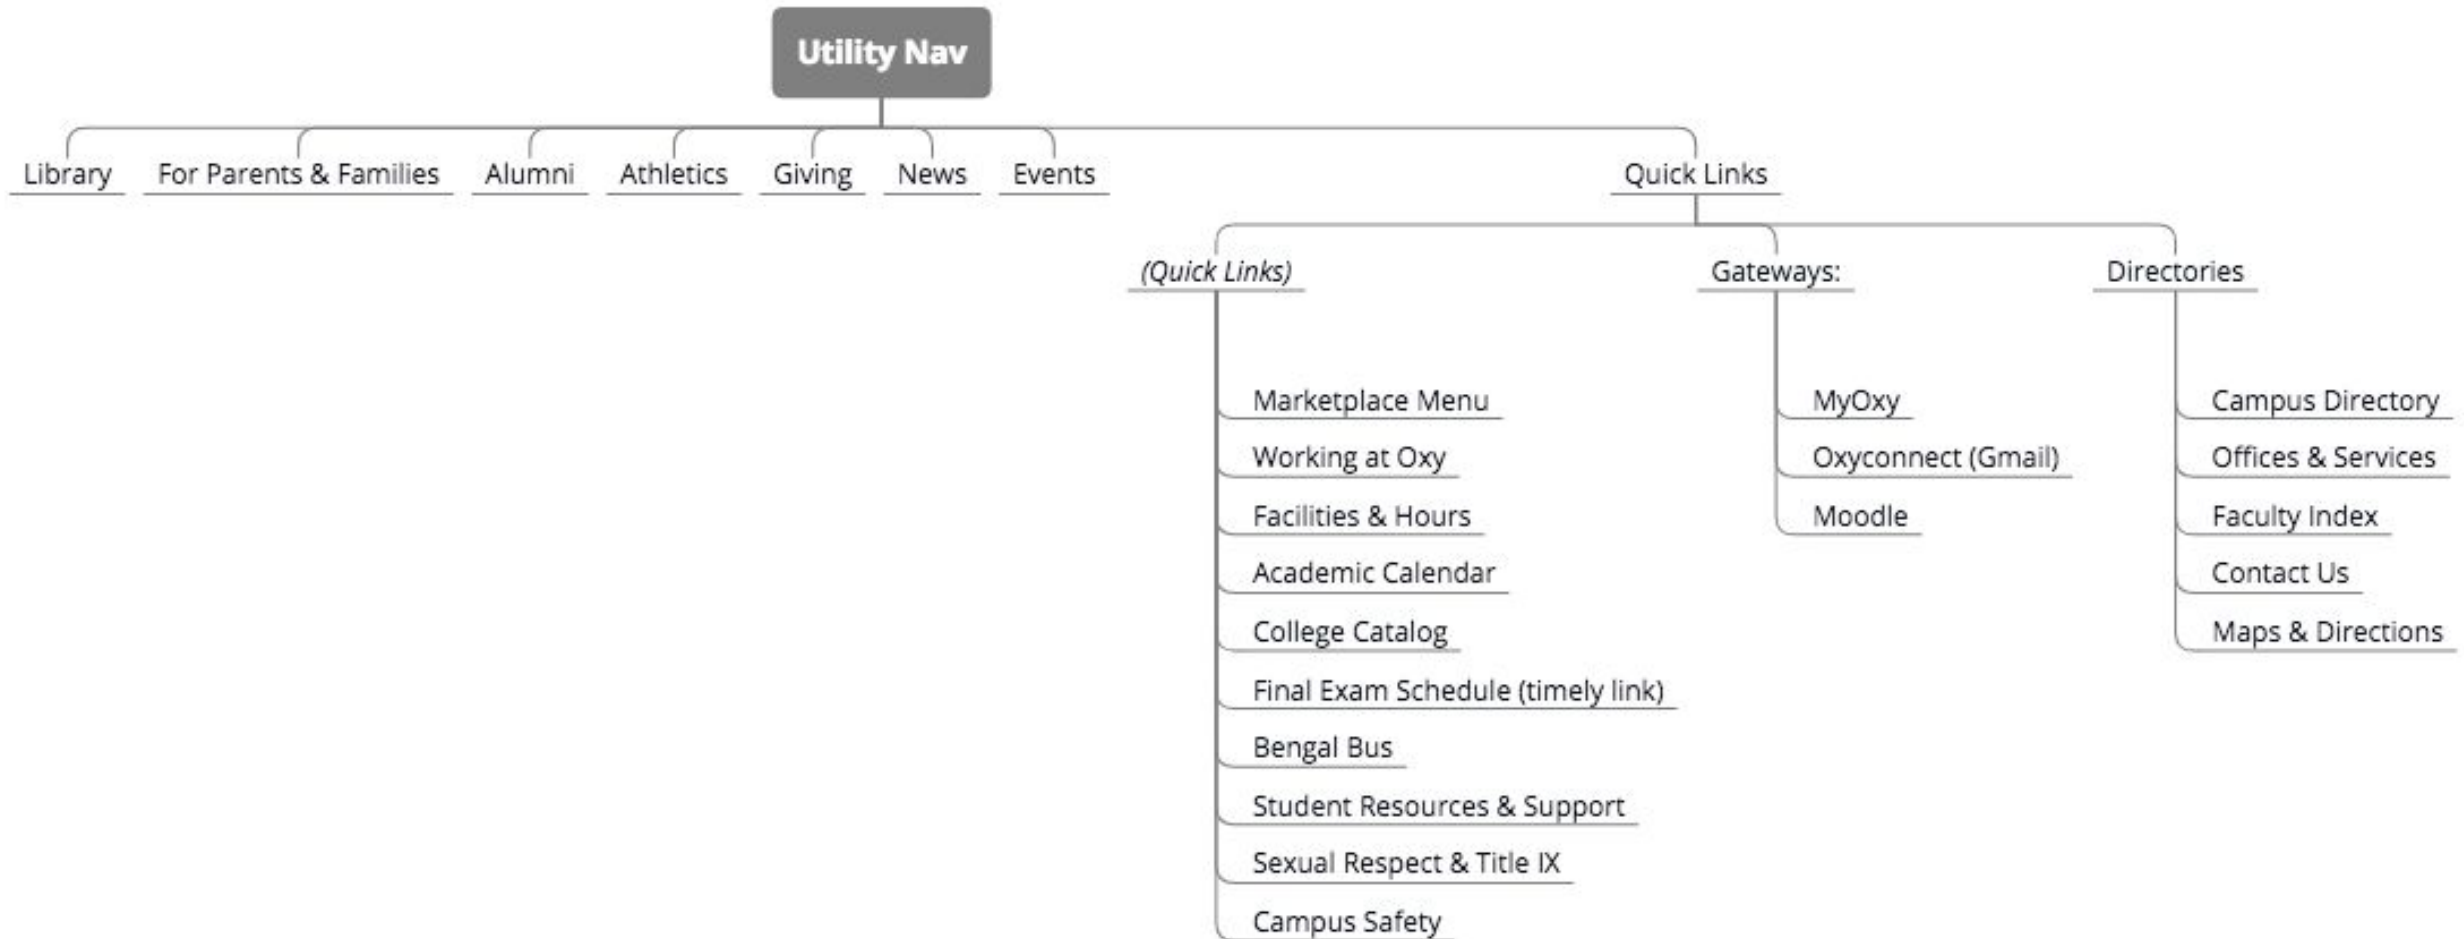 Utility Nav
Library
For Parents & Families
Alumni
Athletics
Giving
News
Events
Quick Links
(Quick Links)
Marketplace Menu
Working at Oxy
Facilities & Hours
Academic Calendar
College Catalog
Final Exam Schedule (timely link)
Bengal Bus
Student Resources & Support
Sexual Respect & Title IX
Campus Safety
Gateways:
MyOxy
Oxyconnect (Gmail)
Moodle
Directories
Campus Directory
Offices & Services
Faculty Index
Contact Us
Maps & Directions